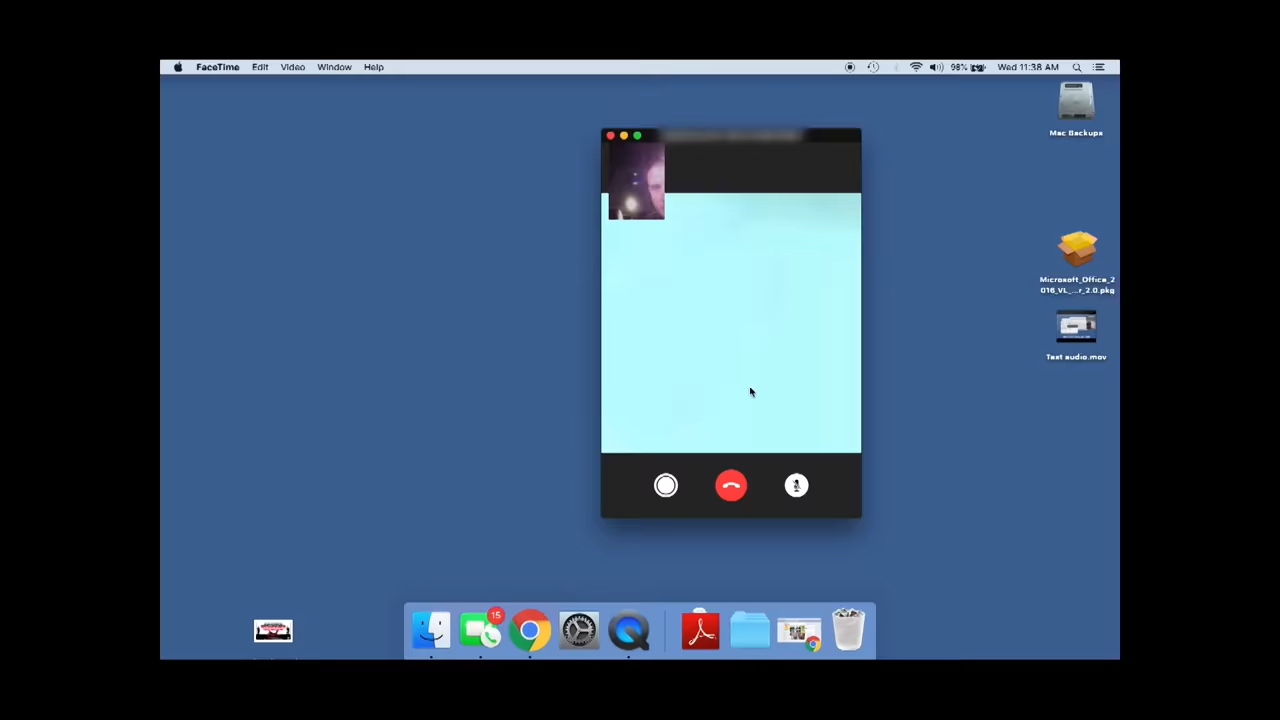 FaceTime Edit Video Window Help
98% Wed 11:38 AM
Mac Backups
Microsoft_Office_2
016_VL_...r_2.0.pkg
Test audio.mov
15